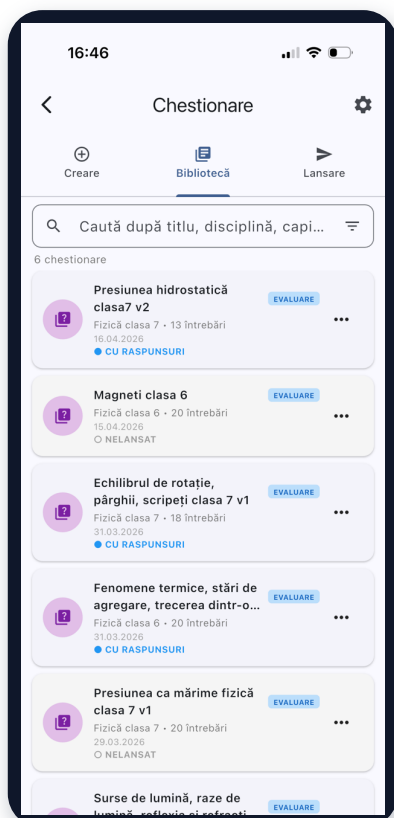 16:46
Chestionare
Creare
Bibliotecă
Lansare
Caută după titlu, disciplină, capi...
6 chestionare
Presiunea hidrostatică
clasa7 v2
EVALUARE
Fizică clasa 7 • 13 întrebări
16.04.2026
CU RASPUNSURI
Magneti clasa 6
EVALUARE
Fizică clasa 6 • 20 întrebări
15.04.2026
NELANSAT
Echilibrul de rotație,
pârghii, scripeți clasa 7 v1
EVALUARE
Fizică clasa 7 • 18 întrebări
31.03.2026
CU RASPUNSURI
Fenomene termice, stări de
agregare, trecerea dintr-o...
EVALUARE
Fizică clasa 6 • 20 întrebări
31.03.2026
CU RASPUNSURI
Presiunea ca mărime fizică
clasa 7 v1
EVALUARE
Fizică clasa 7 • 20 întrebări
29.03.2026
NELANSAT
Surse de lumină, raze de
EVALUARE
lumină, reflexia și refracți